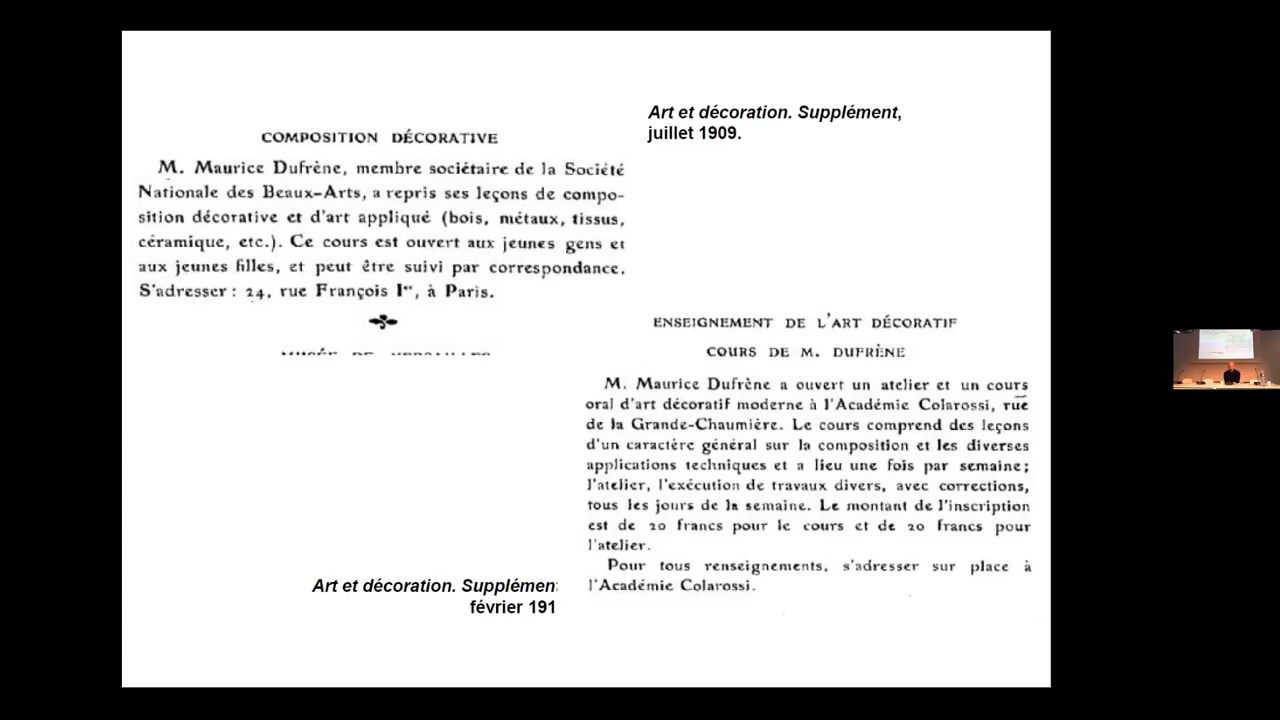 Art et décoration. Supplément,
juillet 1909.
COMPOSITION DÉCORATIVE
M. Maurice Dufrène, membre sociétaire de la Société
Nationale des Beaux-Arts, a repris ses leçons de compo-
sition décorative et d'art appliqué (bois, métaux, tissus,
céramique, etc.). Ce cours est ouvert aux jeunes gens et
aux jeunes filles, et peut être suivi par correspondance.
S'adresser : 24, rue François Ier, à Paris.
ENSEIGNEMENT DE L'ART DÉCORATIF
COURS DE M. DUFRÈNE
M. Maurice Dufrène a ouvert un atelier et un cours
oral d'art décoratif moderne à l'Académie Colarossi, rue
de la Grande-Chaumière. Le cours comprend des leçons
d'un caractère général sur la composition et les diverses
applications techniques et a lieu une fois par semaine;
l'atelier, l'exécution de travaux divers, avec corrections,
tous les jours de la semaine. Le montant de l'inscription
est de 20 francs pour le cours et de 20 francs pour
l'atelier.
Pour tous renseignements, s'adresser sur place à
l'Académie Colarossi.
Art et décoration. Supplément
février 191